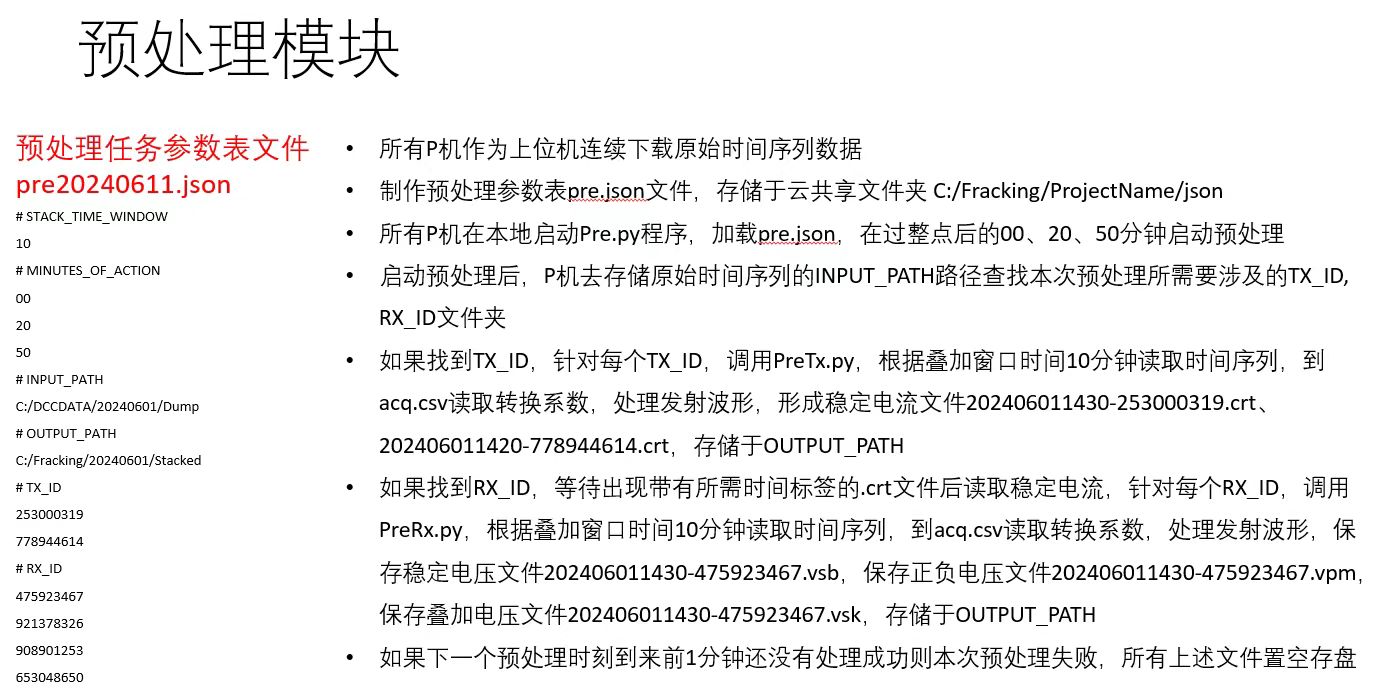 预处理模块
预处理任务参数表文件
pre20240611.json
# STACK_TIME_WINDOW
10
# MINUTES_OF_ACTION
00
20
50
# INPUT_PATH
C:/DCCDATA/20240601/Dump
# OUTPUT_PATH
C:/Fracking/20240601/Stacked
# TX_ID
253000319
778944614
# RX_ID
475923467
921378326
908901253
653048650
• 所有P机作为上位机连续下载原始时间序列数据
• 制作预处理参数表pre.json文件，存储于云共享文件夹 C:/Fracking/ProjectName/json
• 所有P机在本地启动Pre.py程序，加载pre.json，在过整点后的00、20、50分钟启动预处理
• 启动预处理后，P机去存储原始时间序列的INPUT_PATH路径查找本次预处理所需要涉及的TX_ID,
RX_ID文件夹
• 如果找到TX_ID，针对每个TX_ID，调用PreTx.py，根据叠加窗口时间10分钟读取时间序列，到
acq.csv读取转换系数，处理发射波形，形成稳定电流文件202406011430-253000319.crt、
202406011420-778944614.crt，存储于OUTPUT_PATH
• 如果找到RX_ID，等待出现带有所需时间标签的.crt文件后读取稳定电流，针对每个RX_ID，调用
PreRx.py，根据叠加窗口时间10分钟读取时间序列，到acq.csv读取转换系数，处理发射波形，保
存稳定电压文件202406011430-475923467.vsb，保存正负电压文件202406011430-475923467.vpm，
保存叠加电压文件202406011430-475923467.vsk，存储于OUTPUT_PATH
• 如果下一个预处理时刻到来前1分钟还没有处理成功则本次预处理失败，所有上述文件置空存盘